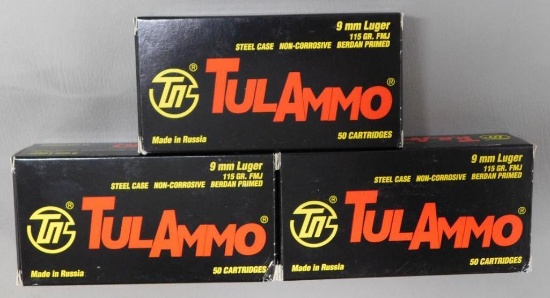 9 mm Luger
115 GR. FMJ
STEEL CASE NON-CORROSIVE BERDAN PRIMED
TULAMMO®
Made in Russia
50 CARTRIDGES
9 mm Luger
115 GR. FMJ
STEEL CASE NON-CORROSIVE BERDAN PRIMED
TULAMMO®
Made in Russia
50 CARTRIDGES
9 mm Luger
115 GR. FMJ
STEEL CASE NON-CORROSIVE BERDAN PRIMED
TULAMMO®
Made in Russia
50 CARTRIDGES